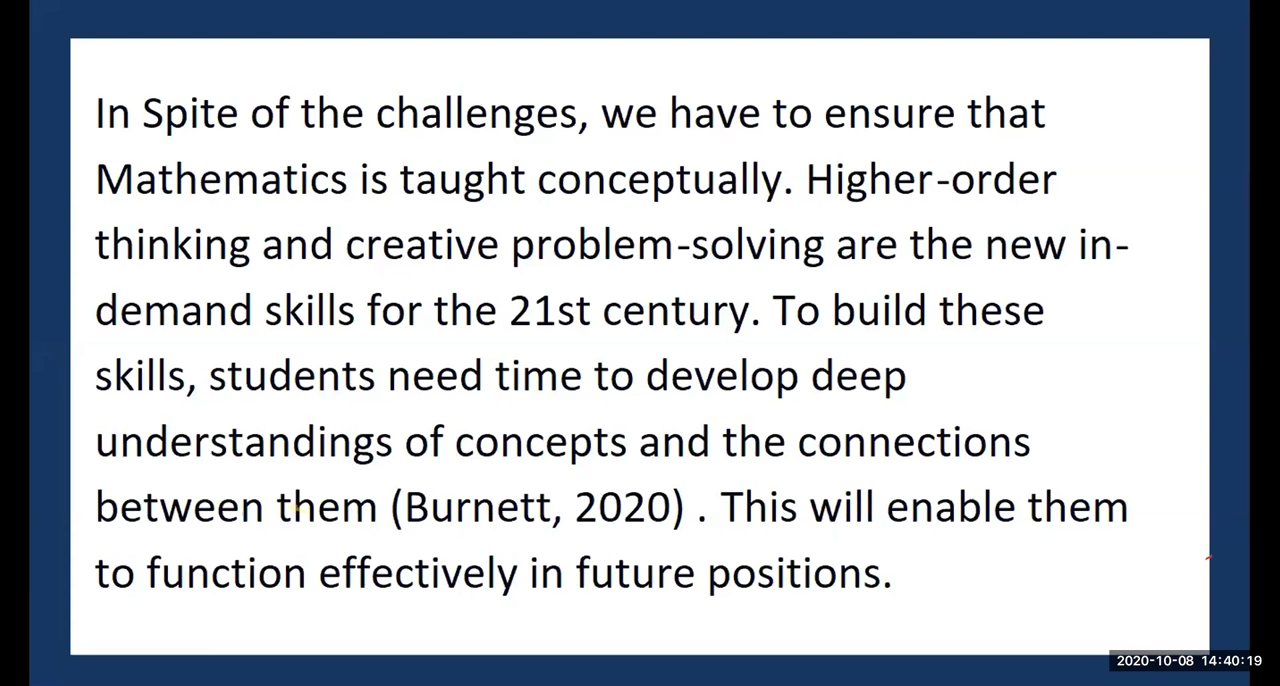 In Spite of the challenges, we have to ensure that
Mathematics is taught conceptually. Higher-order
thinking and creative problem-solving are the new in-
demand skills for the 21st century. To build these
skills, students need time to develop deep
understandings of concepts and the connections
between them (Burnett, 2020) . This will enable them
to function effectively in future positions.
2020-10-08 14:40:19